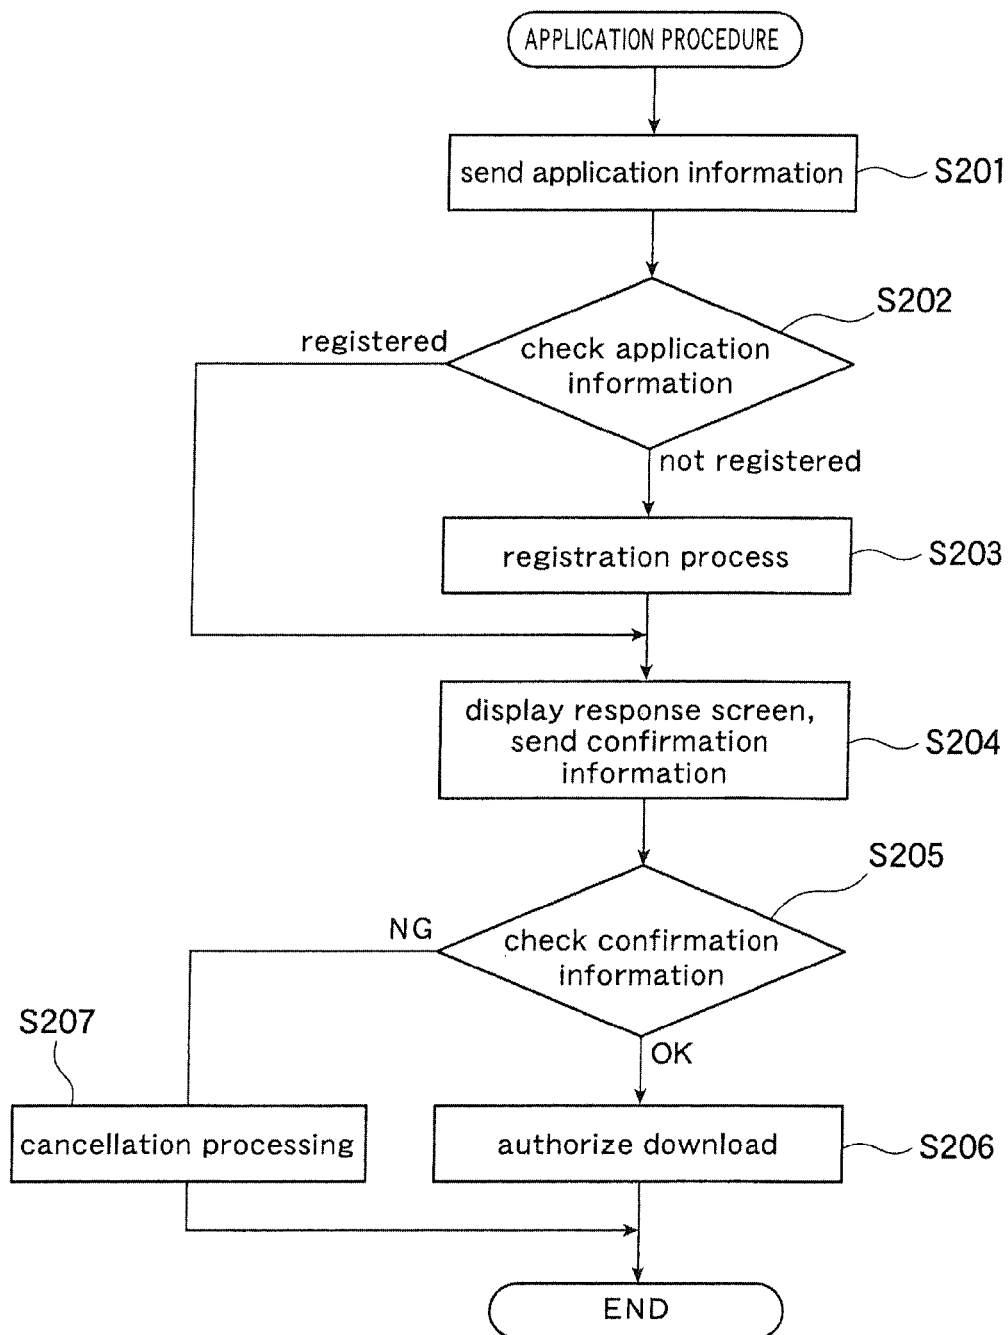 APPLICATION PROCEDURE
send application information
S201
S202
registered
check application
information
not registered
registration process
S203
display response screen,
send confirmation
information
S204
S205
NG
check confirmation
information
S207
OK
cancellation processing
authorize download
S206
END